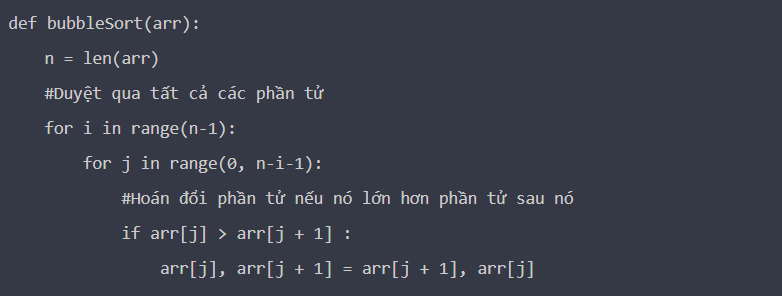 def bubbleSort(arr):
    n = len(arr)
    #Duyệt qua tất cả các phần tử
    for i in range(n-1):
        for j in range(0, n-i-1):
            #Hoán đổi phần tử nếu nó lớn hơn phần tử sau nó
            if arr[j] > arr[j + 1] :
                arr[j], arr[j + 1] = arr[j + 1], arr[j]